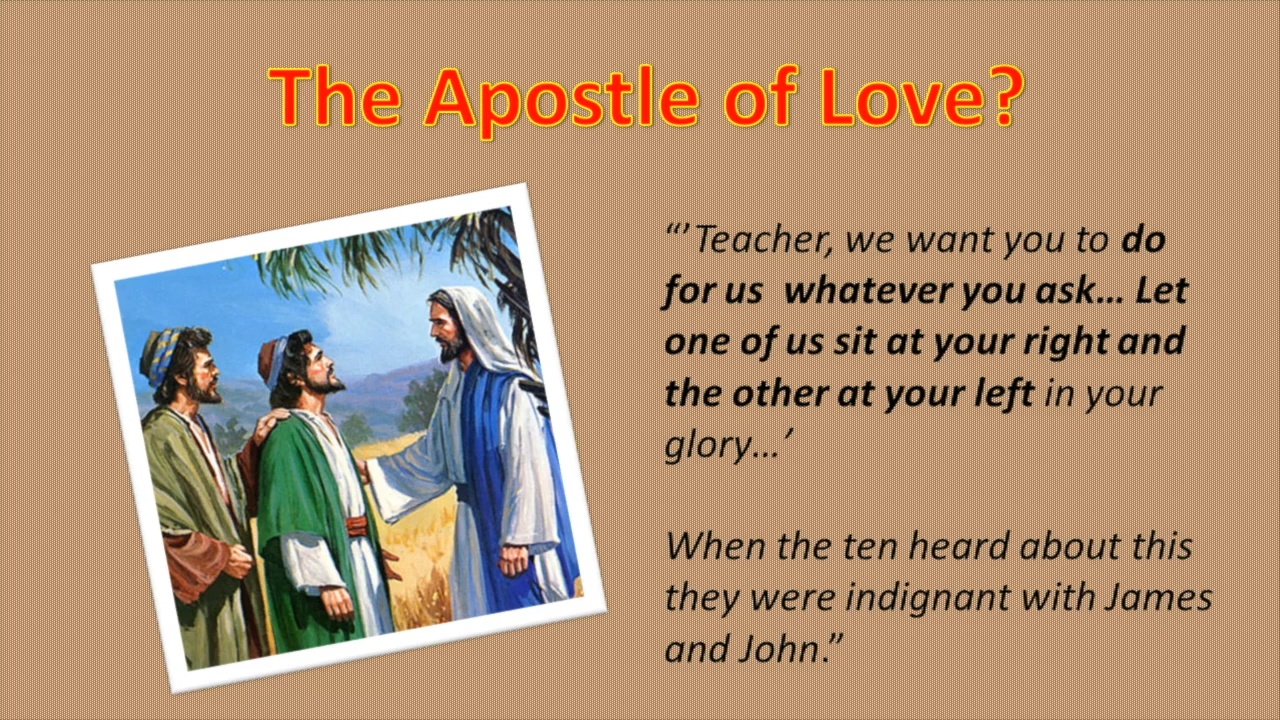 The Apostle of Love?
“’Teacher, we want you to do
for us  whatever you ask… Let
one of us sit at your right and
the other at your left in your
glory…’
When the ten heard about this
they were indignant with James
and John.”